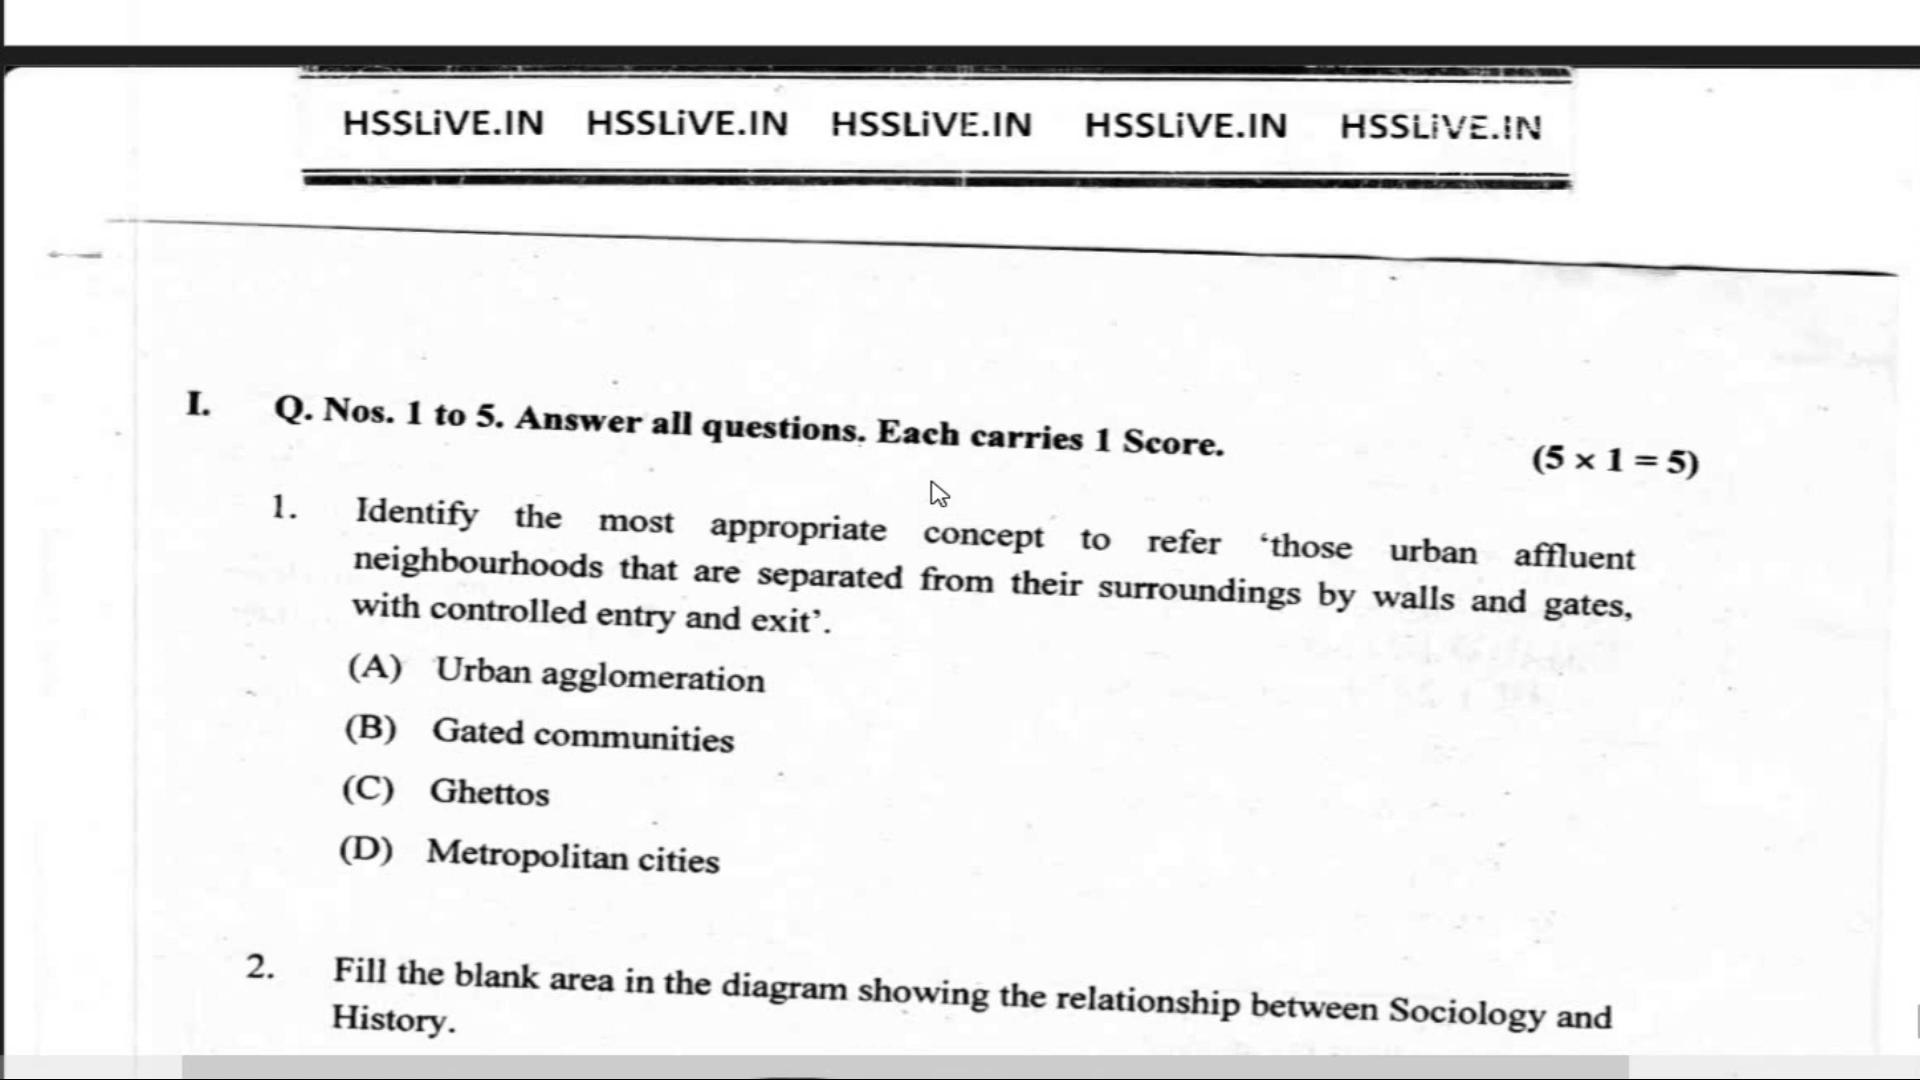 HSSLiVE.IN HSSLiVE.IN HSSLiVE.IN HSSLiVE.IN HSSLiVE.IN
I. Q. Nos. 1 to 5. Answer all questions. Each carries 1 Score. (5 × 1 = 5)
1. Identify the most appropriate concept to refer ‘those urban affluent
neighbourhoods that are separated from their surroundings by walls and gates,
with controlled entry and exit’.
(A) Urban agglomeration
(B) Gated communities
(C) Ghettos
(D) Metropolitan cities
2. Fill the blank area in the diagram showing the relationship between Sociology and
History.